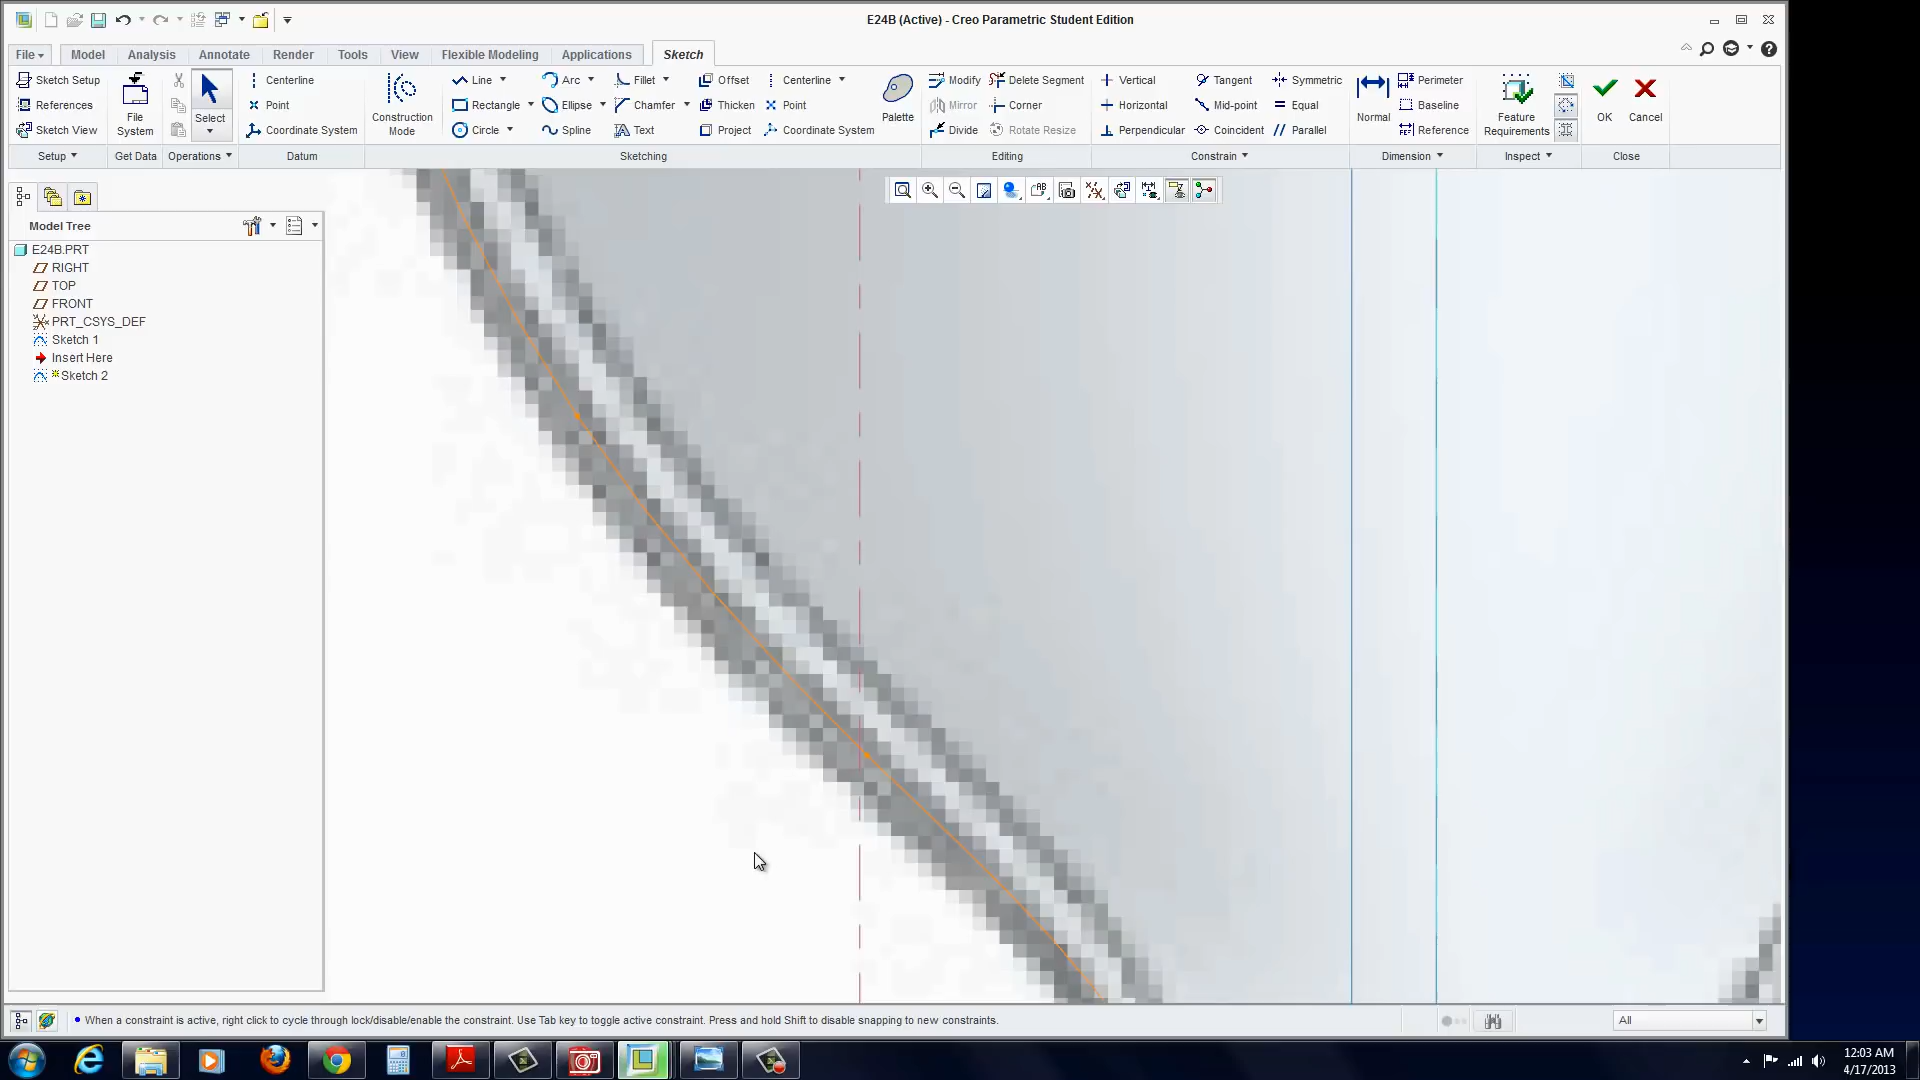 E24B (Active) - Creo Parametric Student Edition
File Model Analysis Annotate Render Tools View Flexible Modeling Applications Sketch
Sketch Setup Centerline Line Arc Fillet Offset Centerline Modify Delete Segment Vertical Tangent Symmetric Perimeter
References Point Rectangle Ellipse Chamfer Thicken Point Mirror Corner Horizontal Mid-point Equal Baseline
Sketch View File System Select Coordinate System Construction Mode Circle Spline Text Project Coordinate System Palette Divide Rotate Resize Perpendicular Coincident Parallel Normal Reference Feature Requirements OK Cancel
Setup Get Data Operations Datum Sketching Editing Constrain Dimension Inspect Close
Model Tree
E24B.PRT
RIGHT
TOP
FRONT
PRT_CSYS_DEF
Sketch 1
Insert Here
Sketch 2
When a constraint is active, right click to cycle through lock/disable/enable the constraint. Use Tab key to toggle active constraint. Press and hold Shift to disable snapping to new constraints.
All
12:03 AM
4/17/2013